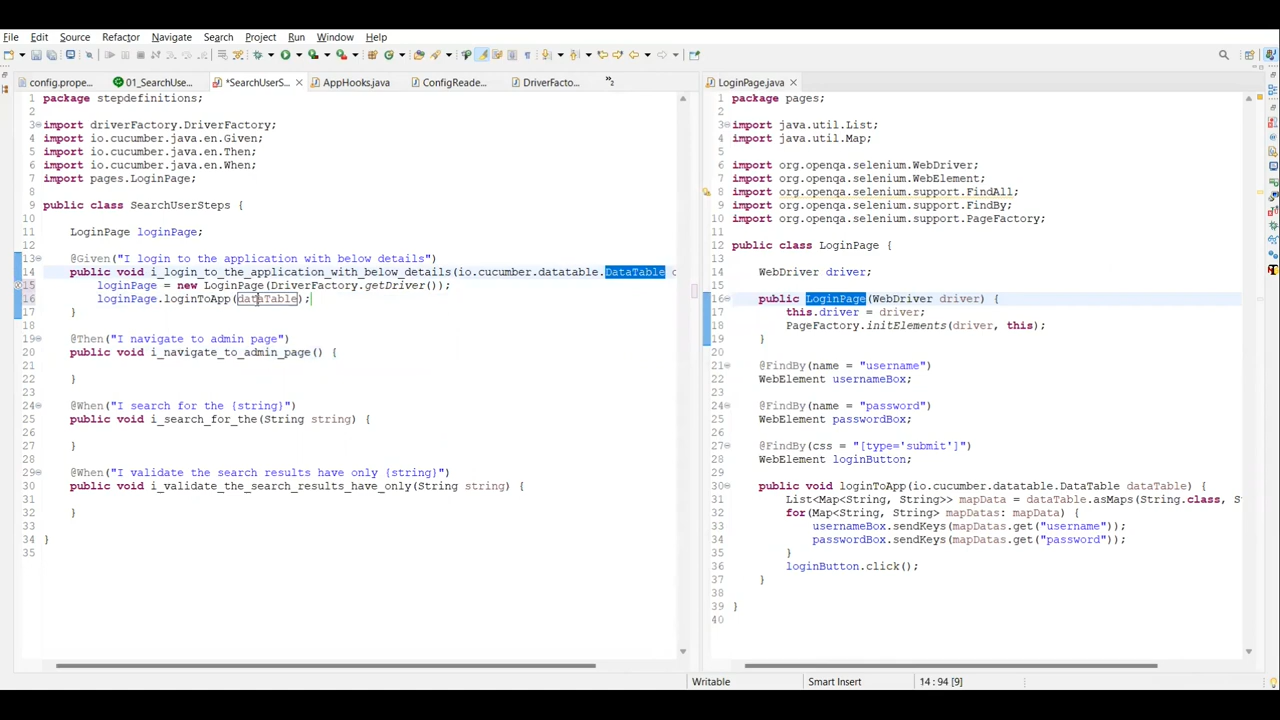 File Edit Source Refactor Navigate Search Project Run Window Help
config.prope... 01_SearchUse... *SearchUserS... AppHooks.java ConfigReade... DriverFacto... »2
1 package stepdefinitions;
2
3 import driverFactory.DriverFactory;
4 import io.cucumber.java.en.Given;
5 import io.cucumber.java.en.Then;
6 import io.cucumber.java.en.When;
7 import pages.LoginPage;
8
9 public class SearchUserSteps {
10
11 LoginPage loginPage;
12
13 @Given("I login to the application with below details")
14 public void i_login_to_the_application_with_below_details(io.cucumber.datatable.DataTable
15 loginPage = new LoginPage(DriverFactory.getDriver());
16 loginPage.loginToApp(dataTable);
17 }
18
19 @Then("I navigate to admin page")
20 public void i_navigate_to_admin_page() {
21
22 }
23
24 @When("I search for the {string}")
25 public void i_search_for_the(String string) {
26
27 }
28
29 @When("I validate the search results have only {string}")
30 public void i_validate_the_search_results_have_only(String string) {
31
32 }
33
34 }
35
LoginPage.java
1 package pages;
2
3 import java.util.List;
4 import java.util.Map;
5
6 import org.openqa.selenium.WebDriver;
7 import org.openqa.selenium.WebElement;
8 import org.openqa.selenium.support.FindAll;
9 import org.openqa.selenium.support.FindBy;
10 import org.openqa.selenium.support.PageFactory;
11
12 public class LoginPage {
13
14 WebDriver driver;
15
16 public LoginPage(WebDriver driver) {
17 this.driver = driver;
18 PageFactory.initElements(driver, this);
19 }
20
21 @FindBy(name = "username")
22 WebElement usernameBox;
23
24 @FindBy(name = "password")
25 WebElement passwordBox;
26
27 @FindBy(css = "[type='submit']")
28 WebElement loginButton;
29
30 public void loginToApp(io.cucumber.datatable.DataTable dataTable) {
31 List<Map<String, String>> mapData = dataTable.asMaps(String.class, S
32 for(Map<String, String> mapDatas: mapData) {
33 usernameBox.sendKeys(mapDatas.get("username"));
34 passwordBox.sendKeys(mapDatas.get("password"));
35 }
36 loginButton.click();
37 }
38
39 }
40
Writable Smart Insert 14 : 94 [9]